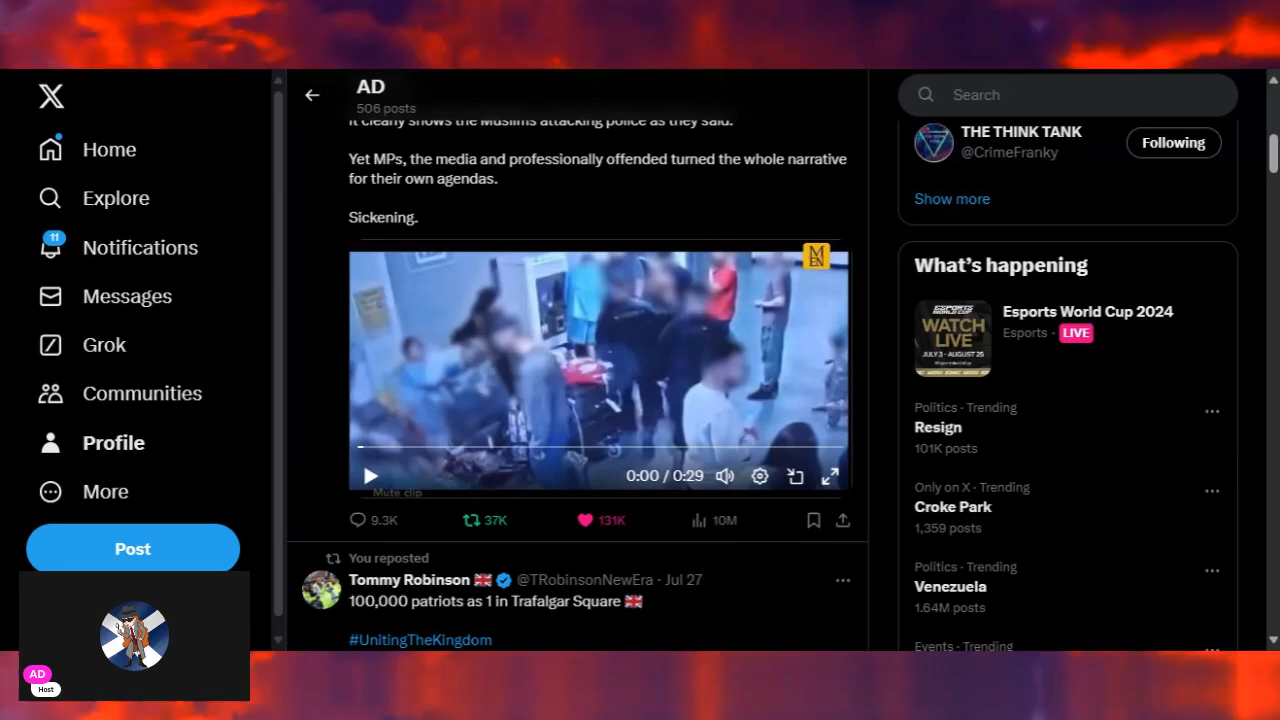 AD
506 posts
It clearly shows the Muslims attacking police as they said.
Yet MPs, the media and professionally offended turned the whole narrative
for their own agendas.
Sickening.
MEN
0:00 / 0:29
Mute clip
9.3K
37K
131K
10M
You reposted
Tommy Robinson 🇬🇧 @TRobinsonNewEra · Jul 27
100,000 patriots as 1 in Trafalgar Square 🇬🇧
#UnitingTheKingdom
X
Home
Explore
11
Notifications
Messages
Grok
Communities
Profile
More
Post
AD
Host
Search
THE THINK TANK
@CrimeFranky
Following
Show more
What's happening
ESPORTS
WORLD CUP
WATCH
LIVE
JULY 3 - AUGUST 25
Esports World Cup 2024
Esports · LIVE
Politics · Trending
Resign
101K posts
Only on X · Trending
Croke Park
1,359 posts
Politics · Trending
Venezuela
1.64M posts
Events · Trending